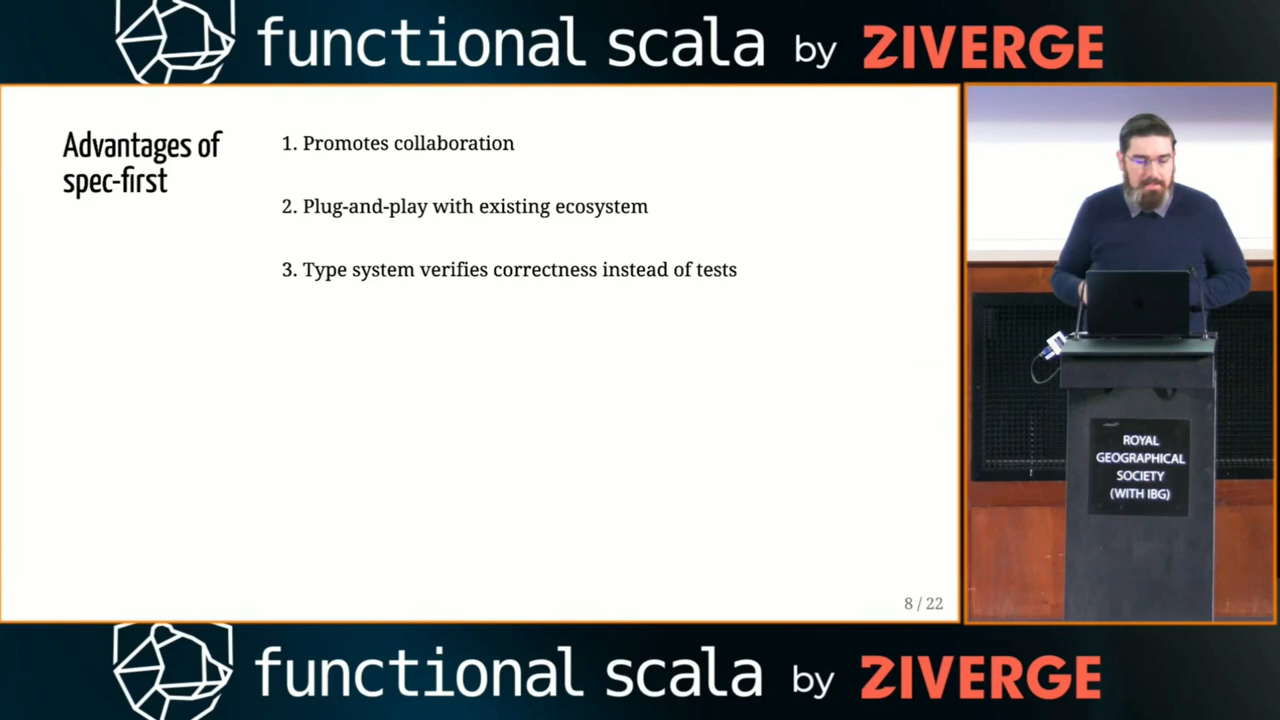 functional scala by ZIVERGE
Advantages of
spec-first
1. Promotes collaboration
2. Plug-and-play with existing ecosystem
3. Type system verifies correctness instead of tests
8 / 22
ROYAL
GEOGRAPHICAL
SOCIETY
(WITH IBG)
functional scala by ZIVERGE